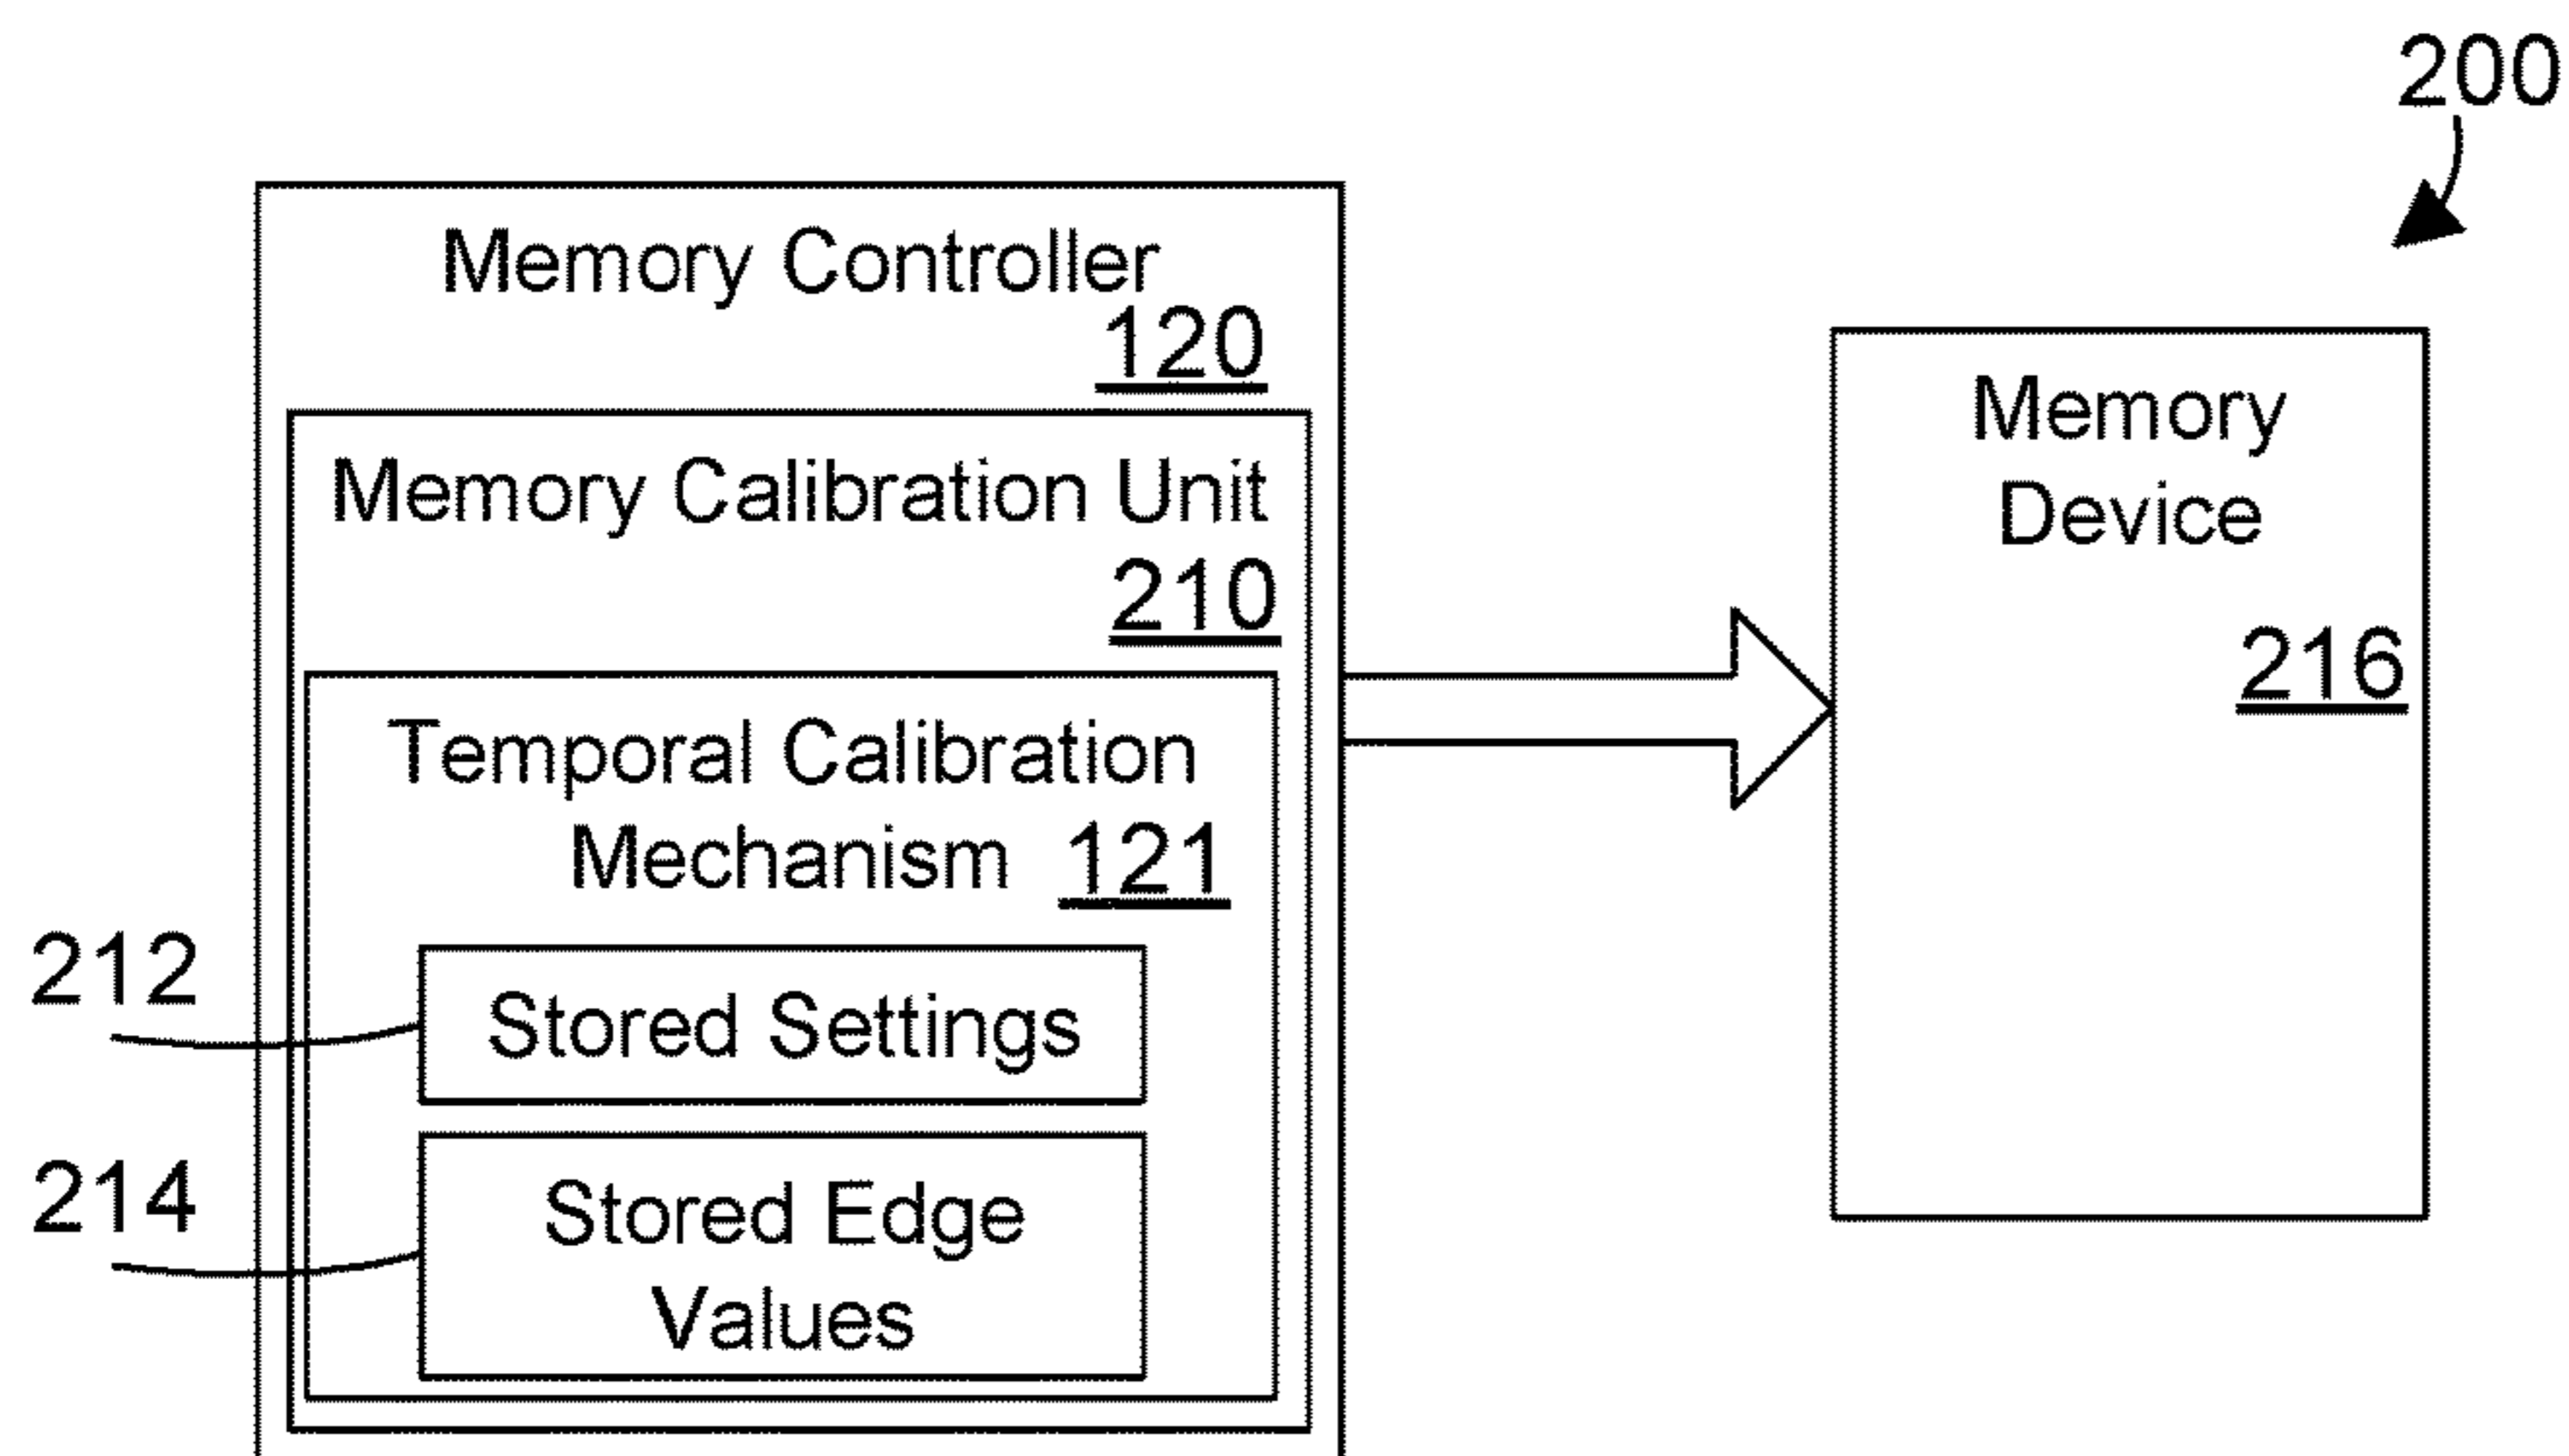 200
Memory Controller
120
Memory Calibration Unit
210
Temporal Calibration
Mechanism 121
212
Stored Settings
214
Stored Edge
Values
Memory
Device
216